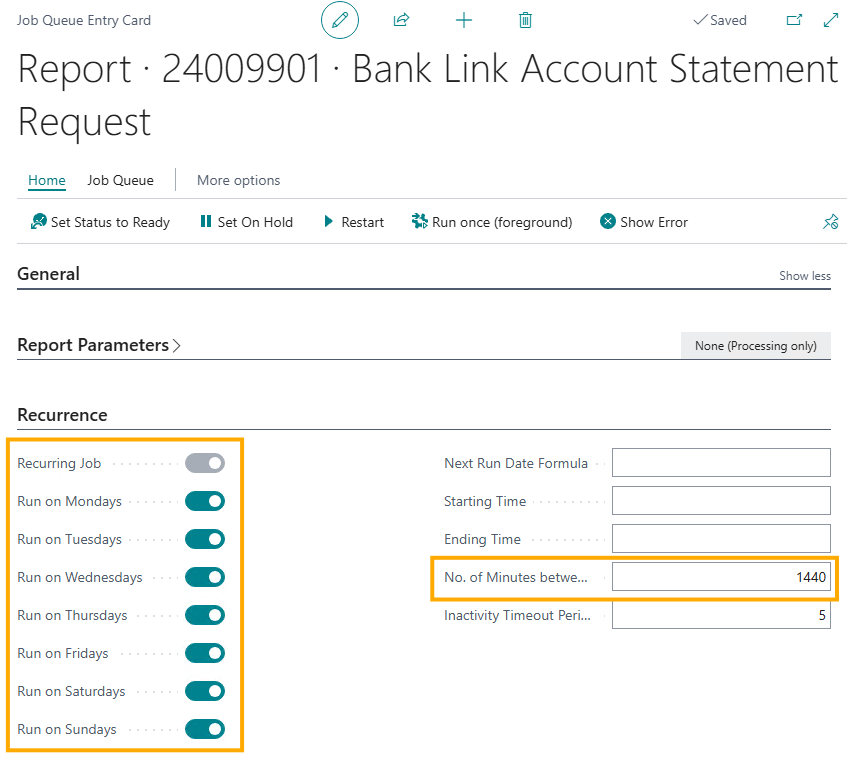 Job Queue Entry Card
Saved
Report · 24009901 · Bank Link Account Statement
Request
Home Job Queue More options
Set Status to Ready Set On Hold Restart Run once (foreground) Show Error
General Show less
Report Parameters None (Processing only)
Recurrence
Recurring Job
Run on Mondays
Run on Tuesdays
Run on Wednesdays
Run on Thursdays
Run on Fridays
Run on Saturdays
Run on Sundays
Next Run Date Formula
Starting Time
Ending Time
No. of Minutes betwe... 1440
Inactivity Timeout Peri... 5